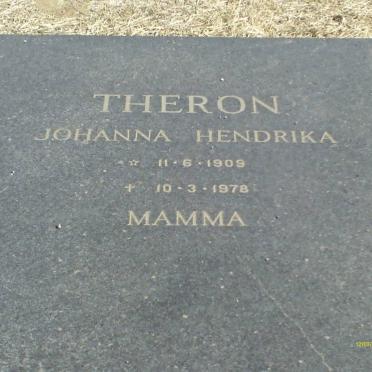 THERON
JOHANNA HENDRIKA
☆ 11·6·1909
✝ 10·3·1978
MAMMA